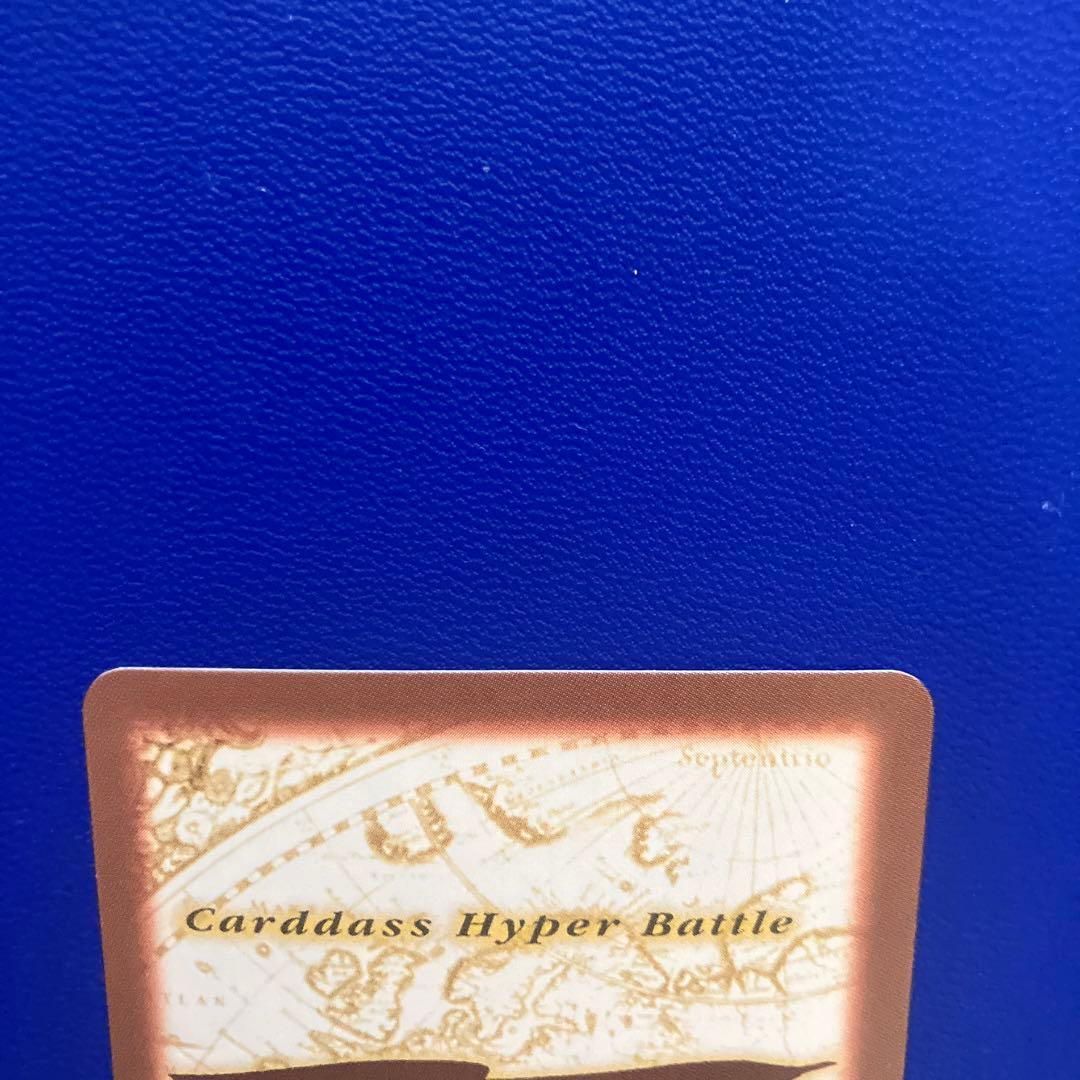 Septentrio
Carddass Hyper Battle